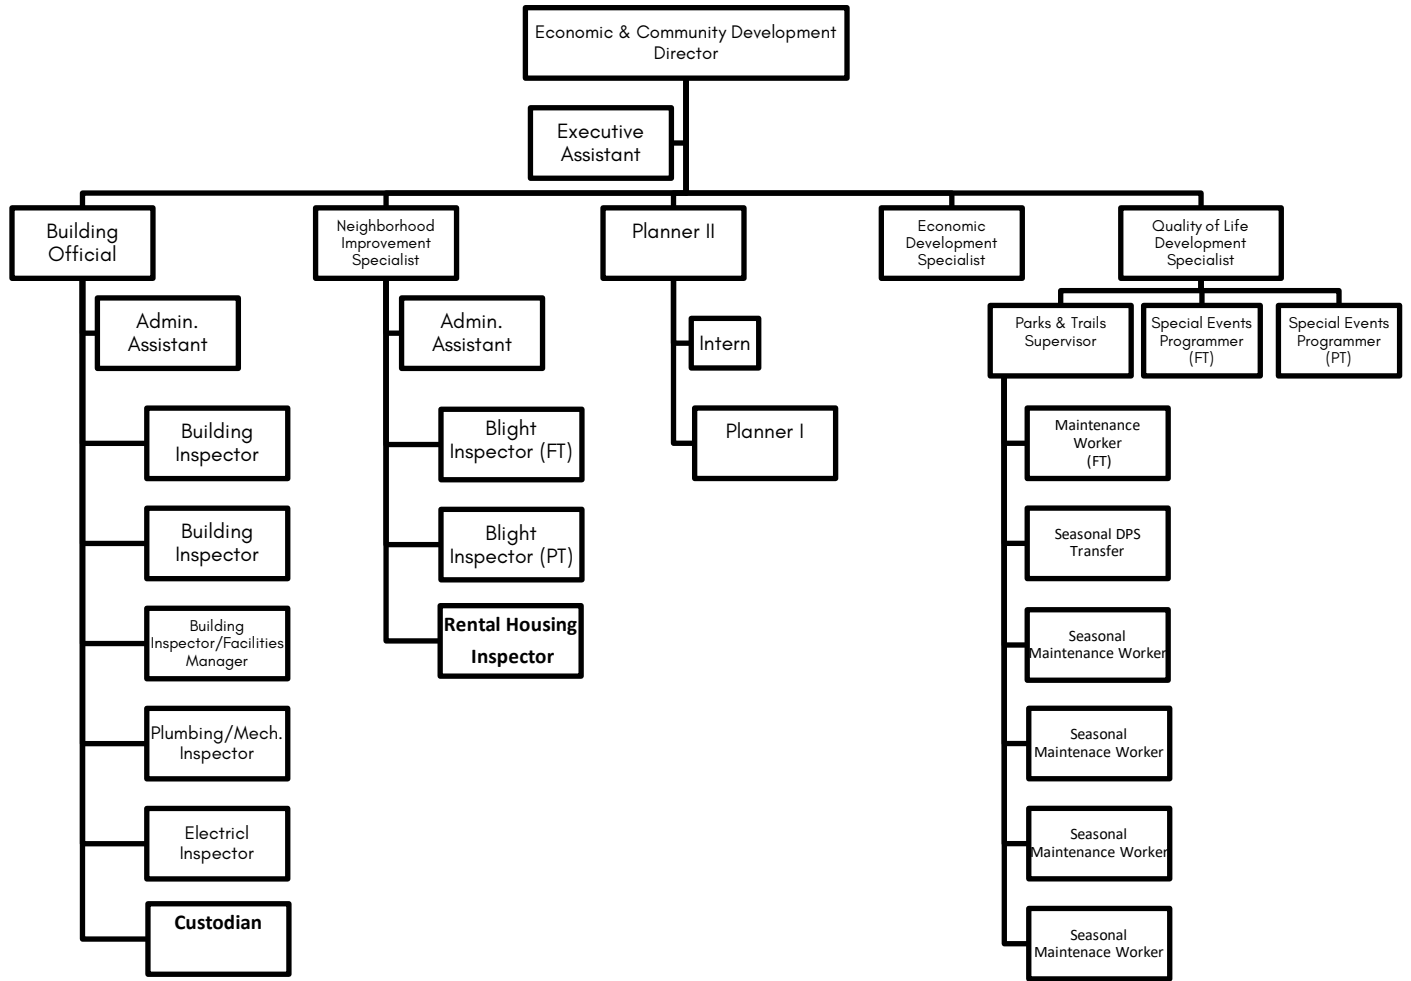 Economic & Community Development
Director
Executive
Assistant
Building
Official
Neighborhood
Improvement
Specialist
Planner II
Economic
Development
Specialist
Quality of Life
Development
Specialist
Admin.
Assistant
Admin.
Assistant
Intern
Parks & Trails
Supervisor
Special Events
Programmer
(FT)
Special Events
Programmer
(PT)
Building
Inspector
Blight
Inspector (FT)
Planner I
Maintenance
Worker
(FT)
Building
Inspector
Blight
Inspector (PT)
Seasonal DPS
Transfer
Building
Inspector/Facilities
Manager
Rental Housing
Inspector
Seasonal
Maintenance Worker
Plumbing/Mech.
Inspector
Seasonal
Maintenace Worker
Electricl
Inspector
Seasonal
Maintenance Worker
Custodian
Seasonal
Maintenace Worker